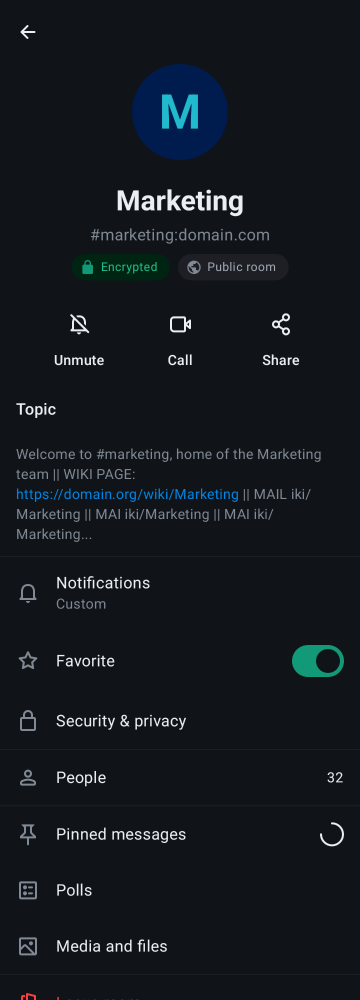 M
Marketing
#marketing:domain.com
Encrypted Public room
Unmute Call Share
Topic
Welcome to #marketing, home of the Marketing
team || WIKI PAGE:
https://domain.org/wiki/Marketing || MAIL iki/
Marketing || MAI iki/Marketing || MAI iki/
Marketing...
Notifications
Custom
Favorite
Security & privacy
People 32
Pinned messages
Polls
Media and files